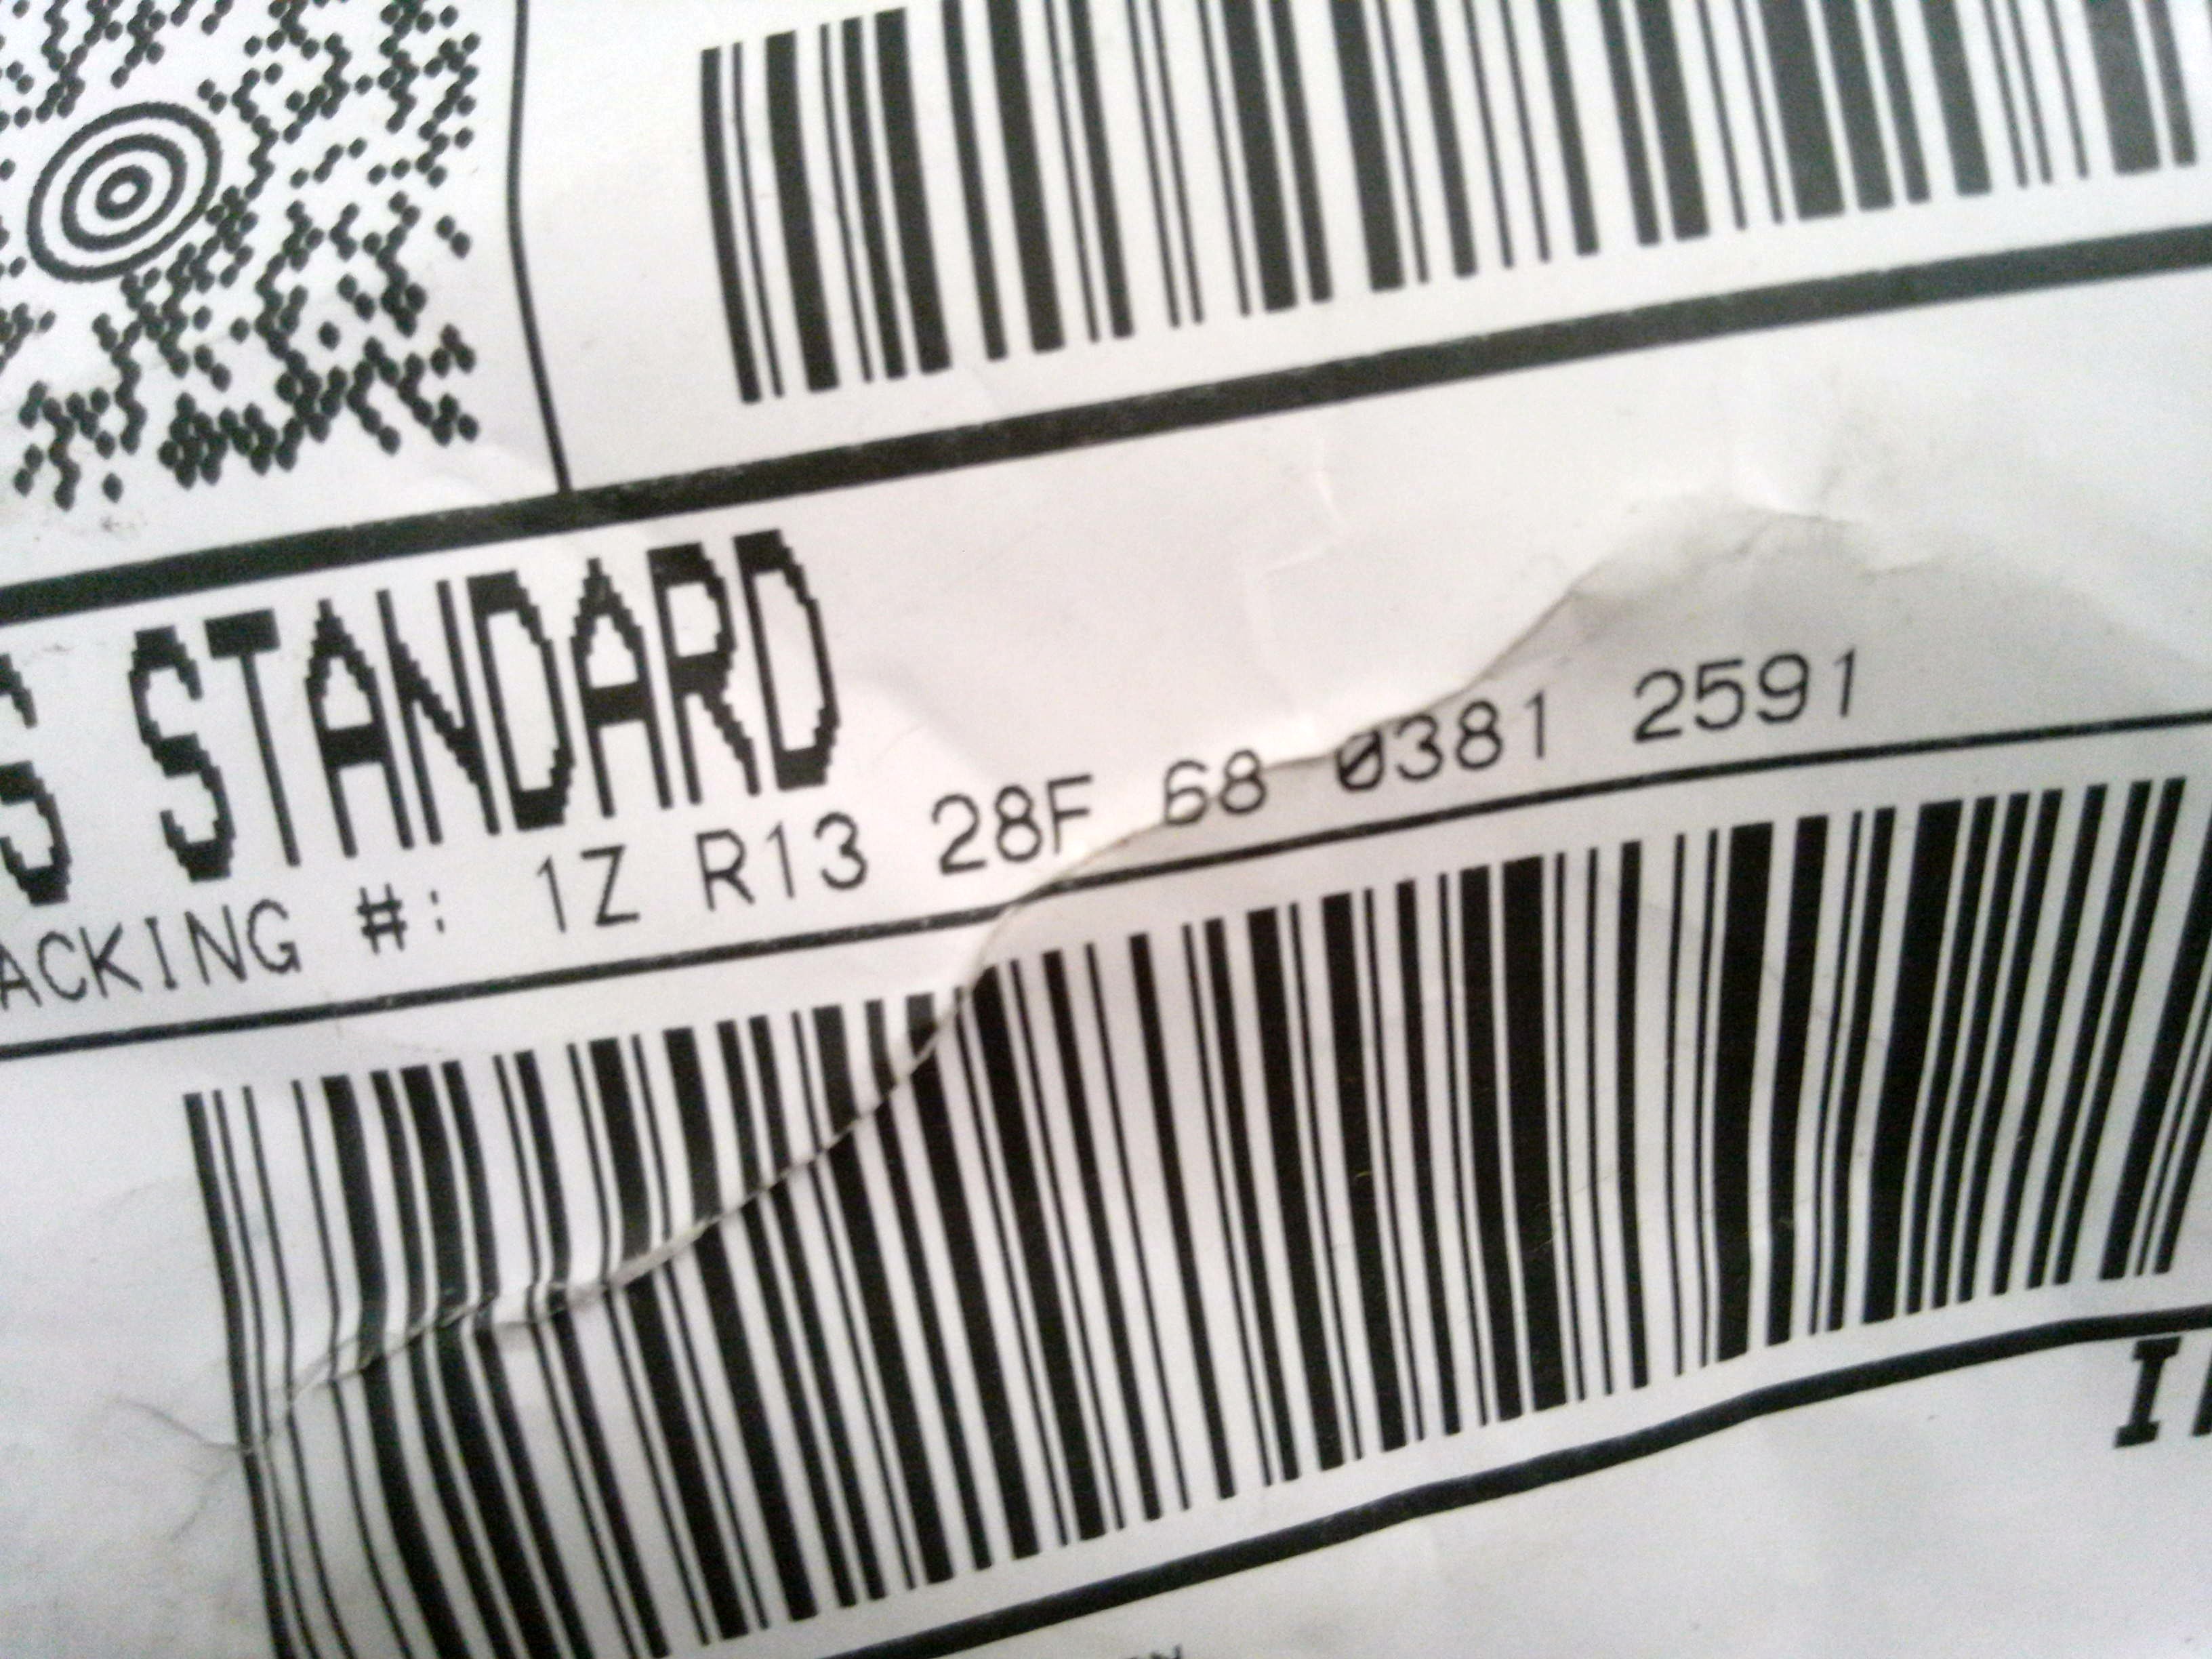 S STANDARD
ACKING #: 1Z R13 28F 68 0381 2591
I